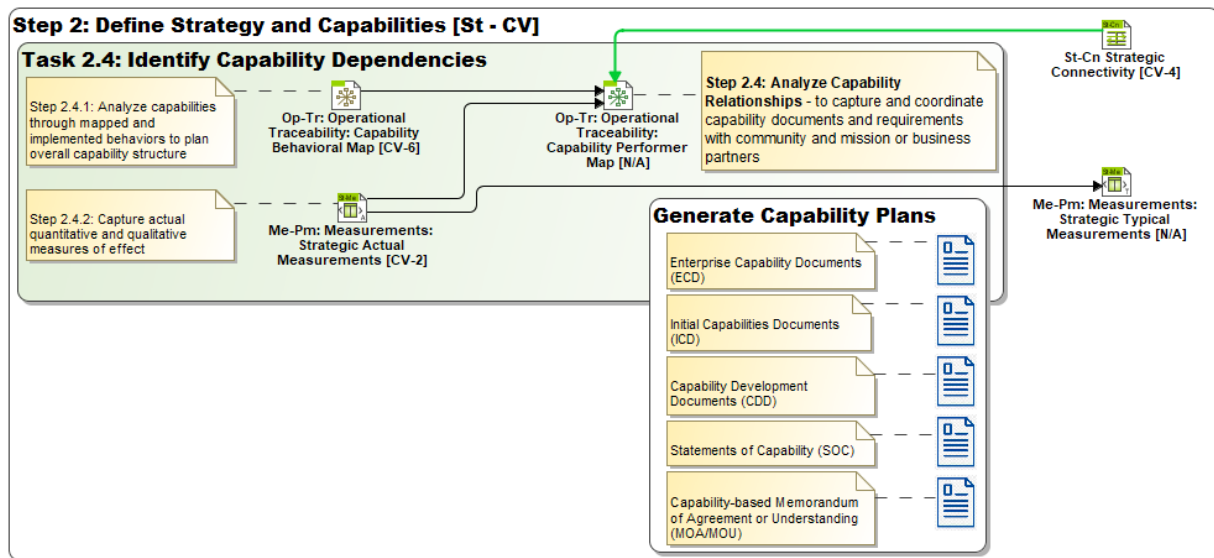 Step 2: Define Strategy and Capabilities [St - CV]
Task 2.4: Identify Capability Dependencies
Step 2.4.1: Analyze capabilities
through mapped and
implemented behaviors to plan
overall capability structure
Op-Tr: Operational
Traceability: Capability
Behavioral Map [CV-6]
Op-Tr: Operational
Traceability:
Capability Performer
Map [N/A]
Step 2.4: Analyze Capability
Relationships - to capture and coordinate
capability documents and requirements
with community and mission or business
partners
St-Cn
St-Cn Strategic
Connectivity [CV-4]
Step 2.4.2: Capture actual
quantitative and qualitative
measures of effect
St-Me
A
Me-Pm: Measurements:
Strategic Actual
Measurements [CV-2]
St-Me
T
Me-Pm: Measurements:
Strategic Typical
Measurements [N/A]
Generate Capability Plans
Enterprise Capability Documents
(ECD)
Initial Capabilities Documents
(ICD)
Capability Development
Documents (CDD)
Statements of Capability (SOC)
Capability-based Memorandum
of Agreement or Understanding
(MOA/MOU)